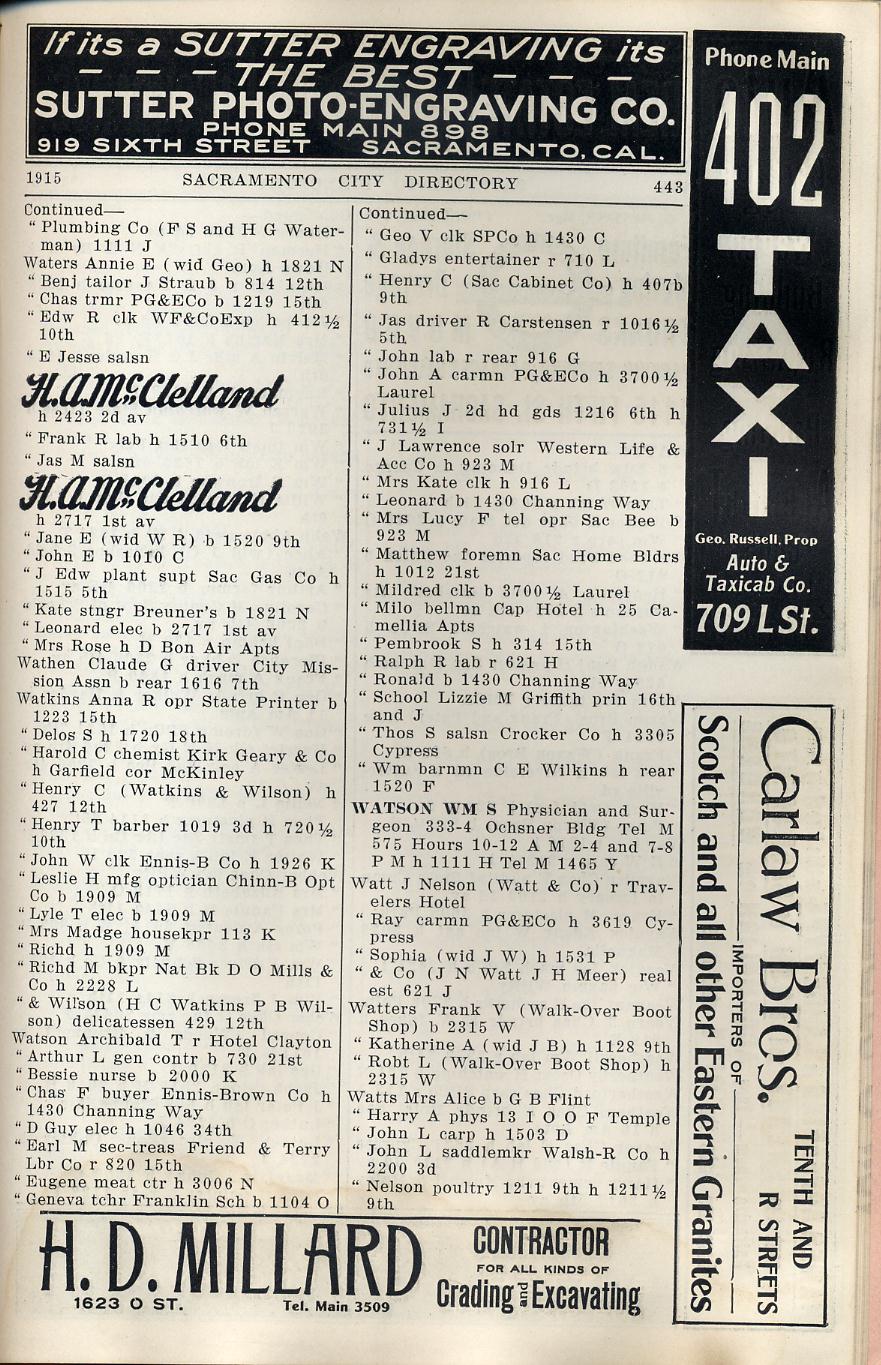 If its a SUTTER ENGRAVING its
- - - THE BEST - - -
SUTTER PHOTO-ENGRAVING CO.
PHONE MAIN 898
919 SIXTH STREET SACRAMENTO, CAL.
1915 SACRAMENTO CITY DIRECTORY 443
Continued—
“ Plumbing Co (F S and H G Water-
man) 1111 J
Waters Annie E (wid Geo) h 1821 N
“ Benj tailor J Straub b 814 12th
“ Chas trmr PG&ECo b 1219 15th
“ Edw R clk WF&CoExp h 412½
10th
“ E Jesse salsn
H.A.McClelland
h 2423 2d av
“ Frank R lab h 1510 6th
“ Jas M salsn
H.A.McClelland
h 2717 1st av
“ Jane E (wid W R) b 1520 9th
“ John E b 1010 C
“ J Edw plant supt Sac Gas Co h
1515 5th
“ Kate stngr Breuner's b 1821 N
“ Leonard elec b 2717 1st av
“ Mrs Rose h D Bon Air Apts
Wathen Claude G driver City Mis-
sion Assn b rear 1616 7th
Watkins Anna R opr State Printer b
1223 15th
“ Delos S h 1720 18th
“ Harold C chemist Kirk Geary & Co
h Garfield cor McKinley
“ Henry C (Watkins & Wilson) h
427 12th
“ Henry T barber 1019 3d h 720½
10th
“ John W clk Ennis-B Co h 1926 K
“ Leslie H mfg optician Chinn-B Opt
Co b 1909 M
“ Lyle T elec b 1909 M
“ Mrs Madge housekpr 113 K
“ Richd h 1909 M
“ Richd M bkpr Nat Bk D O Mills &
Co h 2228 L
“ & Wilson (H C Watkins P B Wil-
son) delicatessen 429 12th
Watson Archibald T r Hotel Clayton
“ Arthur L gen contr b 730 21st
“ Bessie nurse b 2000 K
“ Chas F buyer Ennis-Brown Co h
1430 Channing Way
“ D Guy elec h 1046 34th
“ Earl M sec-treas Friend & Terry
Lbr Co r 820 15th
“ Eugene meat ctr h 3006 N
“ Geneva tchr Franklin Sch b 1104 O
Continued—
“ Geo V clk SPCo h 1430 C
“ Gladys entertainer r 710 L
“ Henry C (Sac Cabinet Co) h 407b
9th
“ Jas driver R Carstensen r 1016½
5th
“ John lab r rear 916 G
“ John A carmn PG&ECo h 3700½
Laurel
“ Julius J 2d hd gds 1216 6th h
731½ I
“ J Lawrence solr Western Life &
Acc Co h 923 M
“ Mrs Kate clk h 916 L
“ Leonard b 1430 Channing Way
“ Mrs Lucy F tel opr Sac Bee b
923 M
“ Matthew foremn Sac Home Bldrs
h 1012 21st
“ Mildred clk b 3700½ Laurel
“ Milo bellmn Cap Hotel h 25 Ca-
mellia Apts
“ Pembrook S h 314 15th
“ Ralph R lab r 621 H
“ Ronald b 1430 Channing Way
“ School Lizzie M Griffith prin 16th
and J
“ Thos S salsn Crocker Co h 3305
Cypress
“ Wm barnmn C E Wilkins h rear
1520 F
WATSON WM S Physician and Sur-
geon 333-4 Ochsner Bldg Tel M
575 Hours 10-12 A M 2-4 and 7-8
P M h 1111 H Tel M 1465 Y
Watt J Nelson (Watt & Co) r Trav-
elers Hotel
“ Ray carmn PG&ECo h 3619 Cy-
press
“ Sophia (wid J W) h 1531 P
“ & Co (J N Watt J H Meer) real
est 621 J
Watters Frank V (Walk-Over Boot
Shop) b 2315 W
“ Katherine A (wid J B) h 1128 9th
“ Robt L (Walk-Over Boot Shop) h
2315 W
Watts Mrs Alice b G B Flint
“ Harry A phys 13 I O O F Temple
“ John L carp h 1503 D
“ John L saddlemkr Walsh-R Co h
2200 3d
“ Nelson poultry 1211 9th h 1211½
9th
Phone Main
402
TAXI
Geo. Russell, Prop
Auto &
Taxicab Co.
709 L St.
Carlaw Bros.
TENTH AND
R STREETS
IMPORTERS OF
Scotch and all other Eastern Granites
H. D. MILLARD
1623 O ST. Tel. Main 3509
CONTRACTOR
FOR ALL KINDS OF
Grading and Excavating